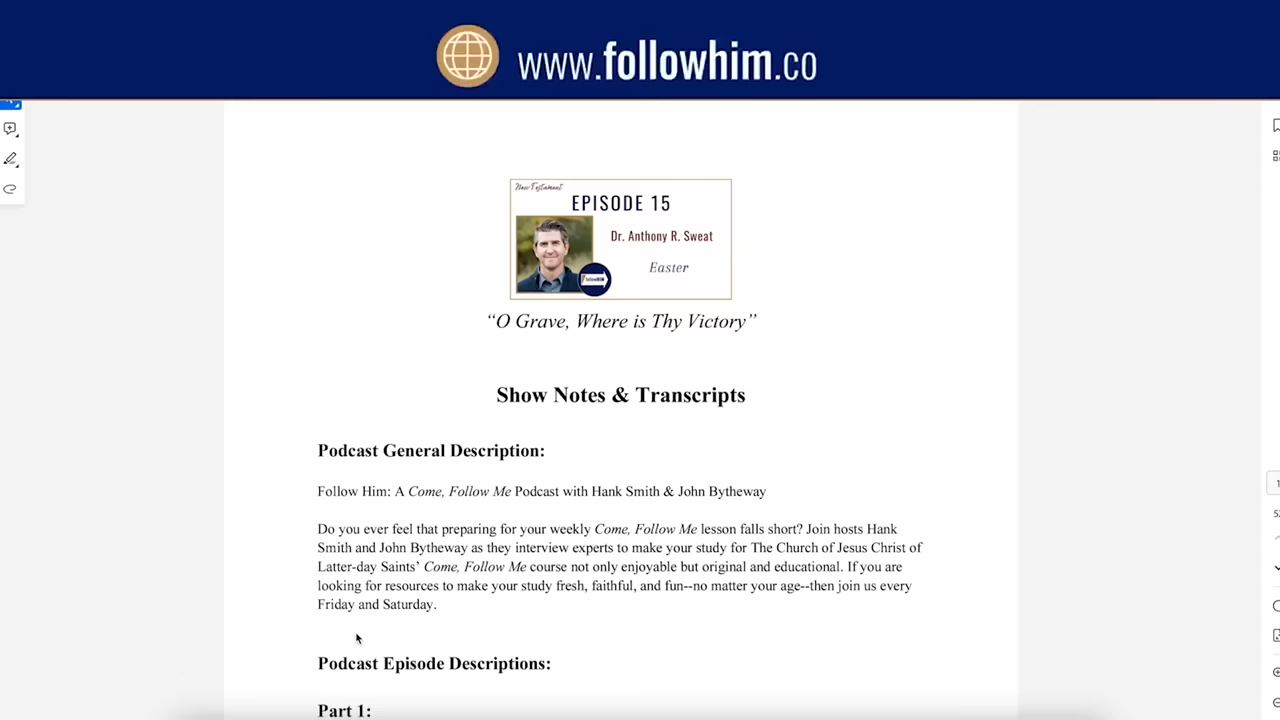 www.followhim.co
New Testament
EPISODE 15
Dr. Anthony R. Sweat
Easter
followHIM
“O Grave, Where is Thy Victory”
Show Notes & Transcripts
Podcast General Description:
Follow Him: A Come, Follow Me Podcast with Hank Smith & John Bytheway
Do you ever feel that preparing for your weekly Come, Follow Me lesson falls short? Join hosts Hank
Smith and John Bytheway as they interview experts to make your study for The Church of Jesus Christ of
Latter-day Saints’ Come, Follow Me course not only enjoyable but original and educational. If you are
looking for resources to make your study fresh, faithful, and fun--no matter your age--then join us every
Friday and Saturday.
Podcast Episode Descriptions:
Part 1: